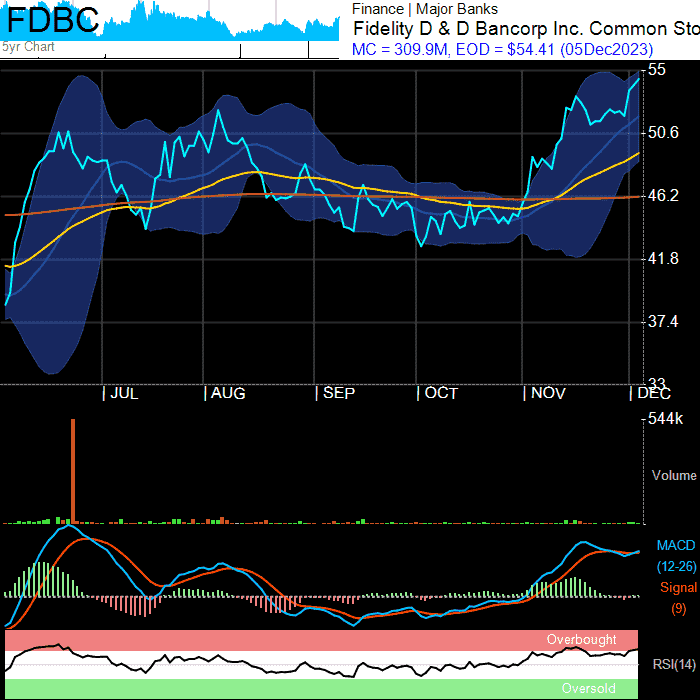 FDBC
5yr Chart
Finance | Major Banks
Fidelity D & D Bancorp Inc. Common Sto
MC = 309.9M, EOD = $54.41 (05Dec2023)
55
50.6
46.2
41.8
37.4
33
JUL AUG SEP OCT NOV DEC
544k
Volume
MACD
(12-26)
Signal
(9)
Overbought
RSI(14)
Oversold